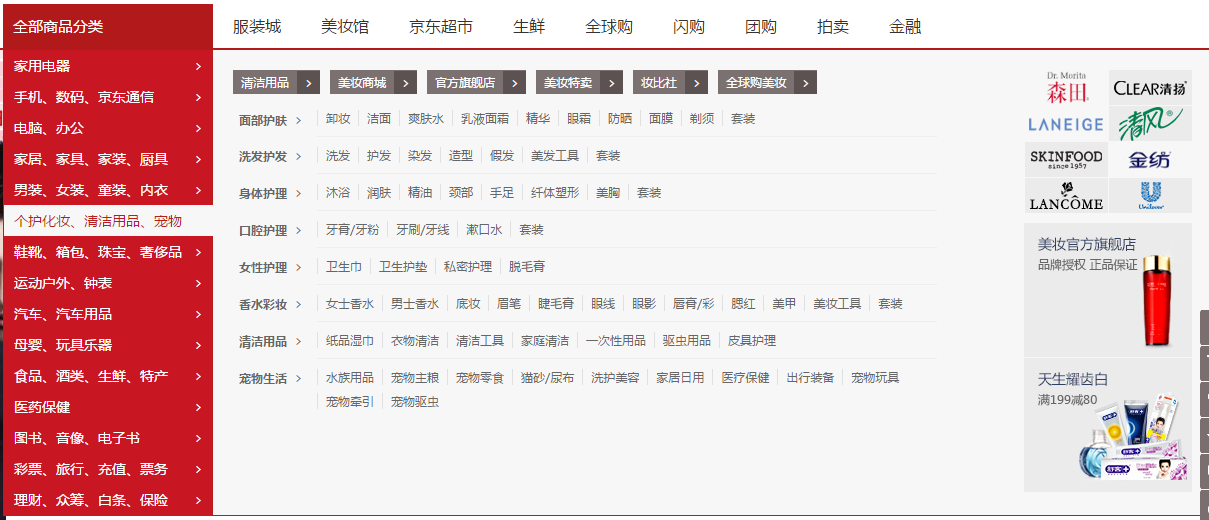 全部商品分类
服装城 美妆馆 京东超市 生鲜 全球购 闪购 团购 拍卖 金融
家用电器
手机、数码、京东通信
电脑、办公
家居、家具、家装、厨具
男装、女装、童装、内衣
个护化妆、清洁用品、宠物
鞋靴、箱包、珠宝、奢侈品
运动户外、钟表
汽车、汽车用品
母婴、玩具乐器
食品、酒类、生鲜、特产
医药保健
图书、音像、电子书
彩票、旅行、充值、票务
理财、众筹、白条、保险
清洁用品 美妆商城 官方旗舰店 美妆特卖 妆比社 全球购美妆
面部护肤 卸妆 洁面 爽肤水 乳液面霜 精华 眼霜 防晒 面膜 剃须 套装
洗发护发 洗发 护发 染发 造型 假发 美发工具 套装
身体护理 沐浴 润肤 精油 颈部 手足 纤体塑形 美胸 套装
口腔护理 牙膏/牙粉 牙刷/牙线 漱口水 套装
女性护理 卫生巾 卫生护垫 私密护理 脱毛膏
香水彩妆 女士香水 男士香水 底妆 眉笔 睫毛膏 眼线 眼影 唇膏/彩 腮红 美甲 美妆工具 套装
清洁用品 纸品湿巾 衣物清洁 清洁工具 家庭清洁 一次性用品 驱虫用品 皮具护理
宠物生活 水族用品 宠物主粮 宠物零食 猫砂/尿布 洗护美容 家居日用 医疗保健 出行装备 宠物玩具
宠物牵引 宠物驱虫
Dr. Morita
森田
CLEAR清扬
LANEIGE
清风
SKINFOOD
since 1957
金纺
LANCÔME
Unilever
美妆官方旗舰店
品牌授权 正品保证
天生耀齿白
满199减80
舒客
舒客